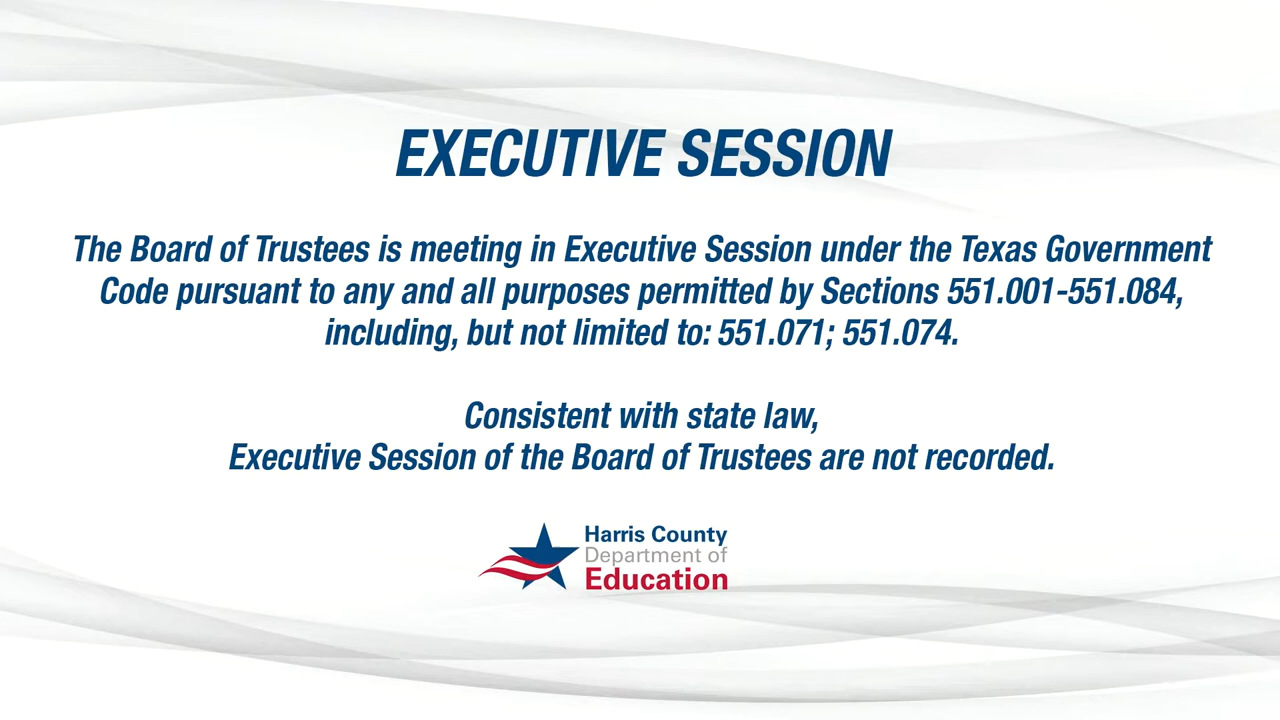 EXECUTIVE SESSION
The Board of Trustees is meeting in Executive Session under the Texas Government
Code pursuant to any and all purposes permitted by Sections 551.001-551.084,
including, but not limited to: 551.071; 551.074.
Consistent with state law,
Executive Session of the Board of Trustees are not recorded.
Harris County
Department of
Education